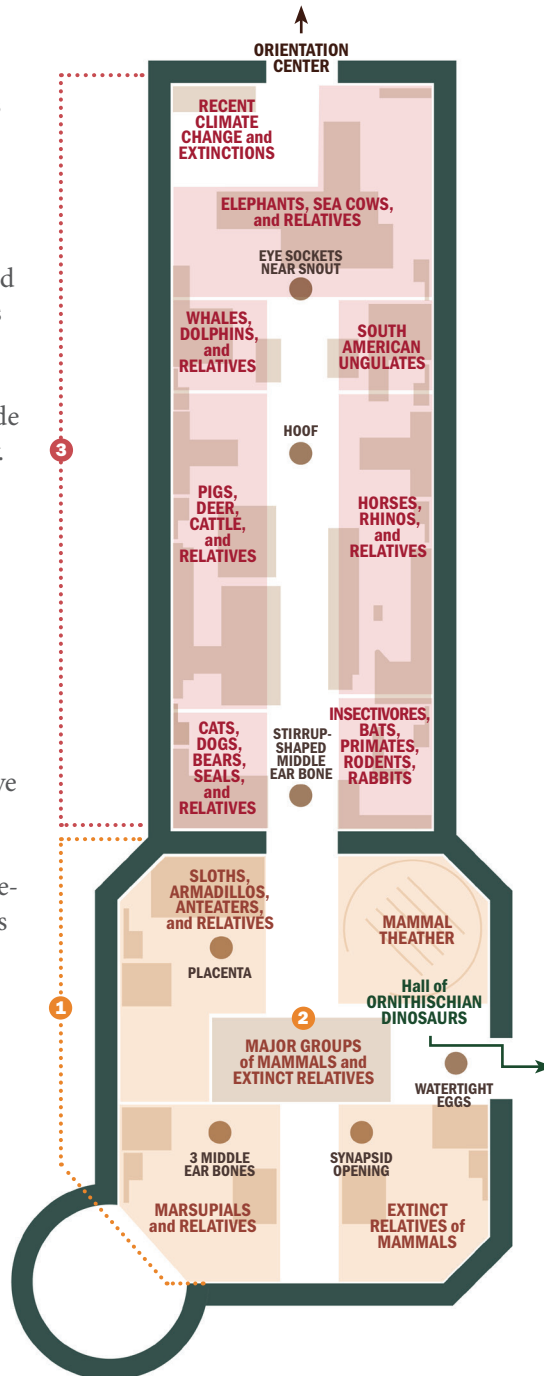 ORIENTATION
CENTER
RECENT
CLIMATE
CHANGE and
EXTINCTIONS
ELEPHANTS, SEA COWS,
and RELATIVES
EYE SOCKETS
NEAR SNOUT
WHALES,
DOLPHINS,
and
RELATIVES
SOUTH
AMERICAN
UNGULATES
HOOF
PIGS,
DEER,
CATTLE,
and
RELATIVES
HORSES,
RHINOS,
and
RELATIVES
3
CATS,
DOGS,
BEARS,
SEALS,
and
RELATIVES
STIRRUP-
SHAPED
MIDDLE
EAR BONE
INSECTIVORES,
BATS,
PRIMATES,
RODENTS,
RABBITS
SLOTHS,
ARMADILLOS,
ANTEATERS,
and RELATIVES
PLACENTA
MAMMAL
THEATHER
Hall of
ORNITHISCHIAN
DINOSAURS
1
2
MAJOR GROUPS
of MAMMALS and
EXTINCT RELATIVES
WATERTIGHT
EGGS
3 MIDDLE
EAR BONES
SYNAPSID
OPENING
MARSUPIALS
and RELATIVES
EXTINCT
RELATIVES of
MAMMALS